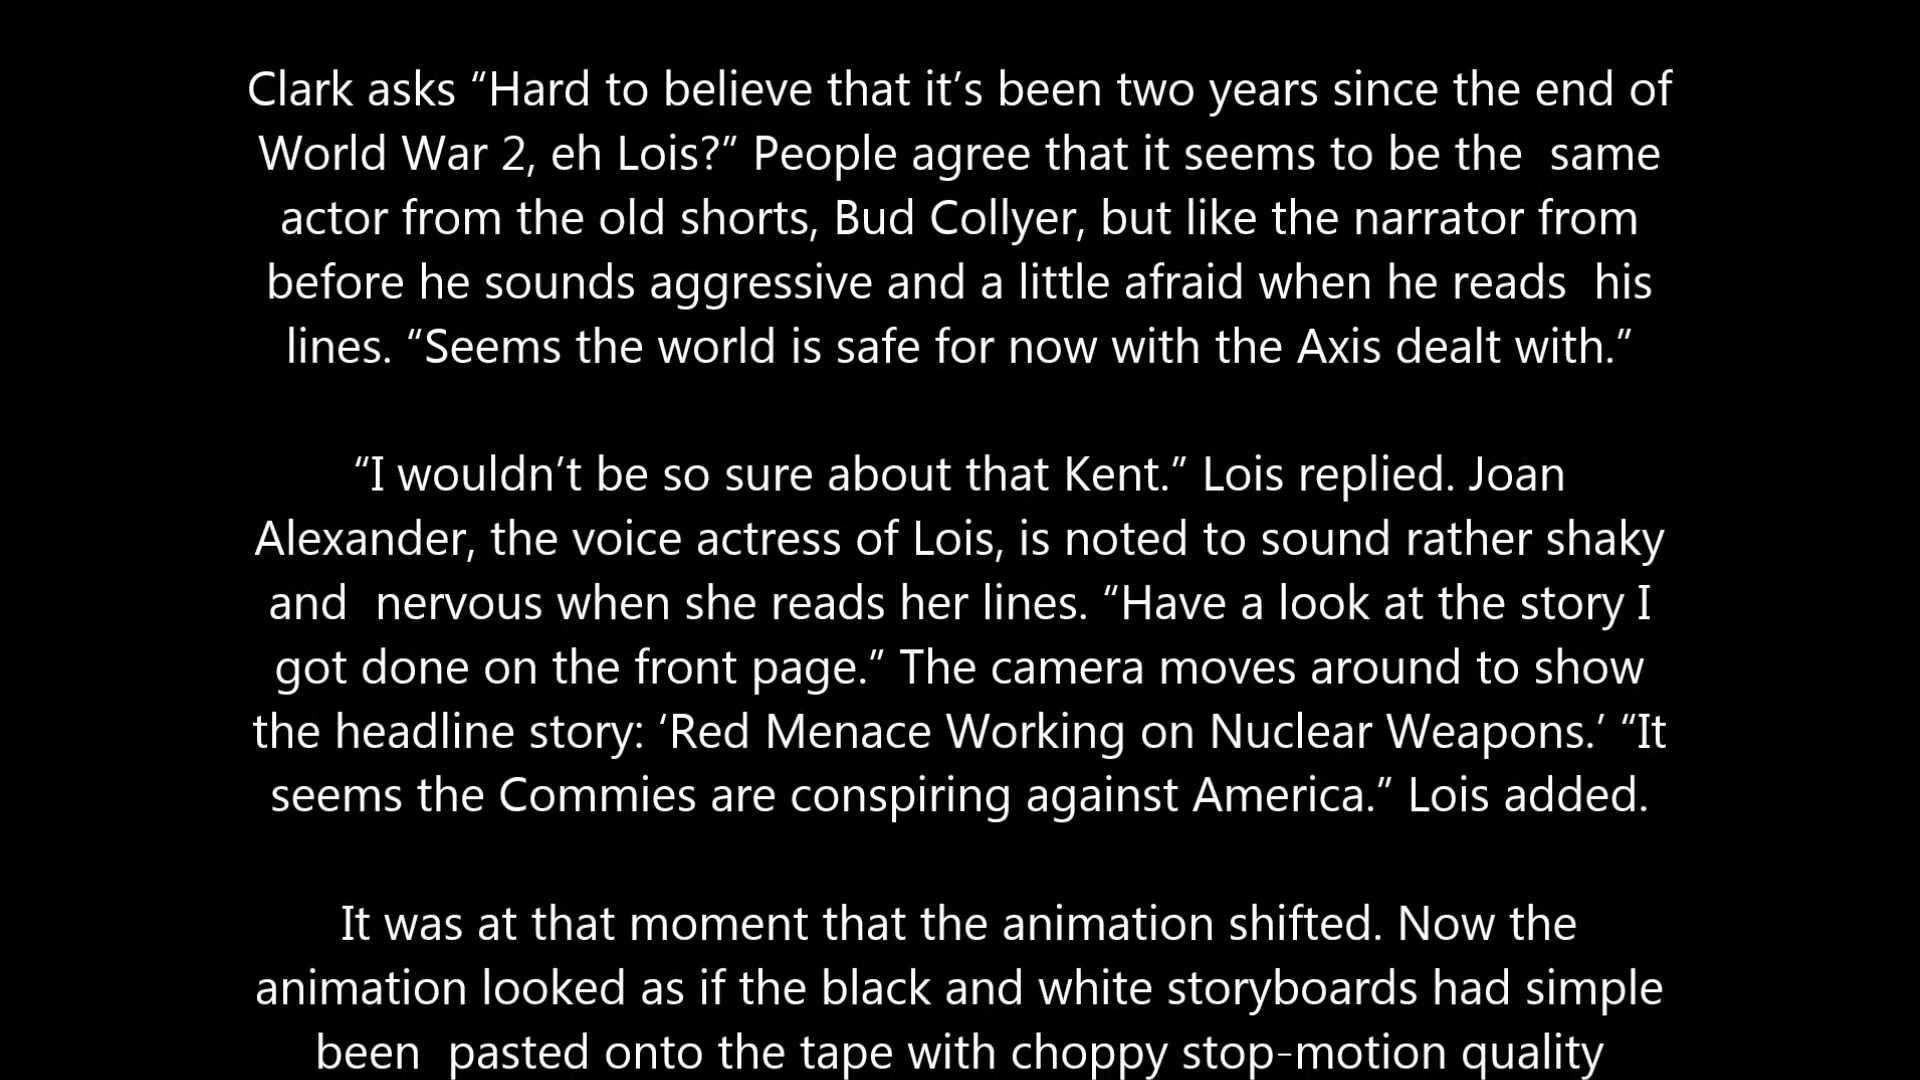 Clark asks “Hard to believe that it’s been two years since the end of
World War 2, eh Lois?” People agree that it seems to be the  same
actor from the old shorts, Bud Collyer, but like the narrator from
before he sounds aggressive and a little afraid when he reads  his
lines. “Seems the world is safe for now with the Axis dealt with.”
“I wouldn’t be so sure about that Kent.” Lois replied. Joan
Alexander, the voice actress of Lois, is noted to sound rather shaky
and  nervous when she reads her lines. “Have a look at the story I
got done on the front page.” The camera moves around to show
the headline story: ‘Red Menace Working on Nuclear Weapons.’ “It
seems the Commies are conspiring against America.” Lois added.
It was at that moment that the animation shifted. Now the
animation looked as if the black and white storyboards had simple
been  pasted onto the tape with choppy stop-motion quality